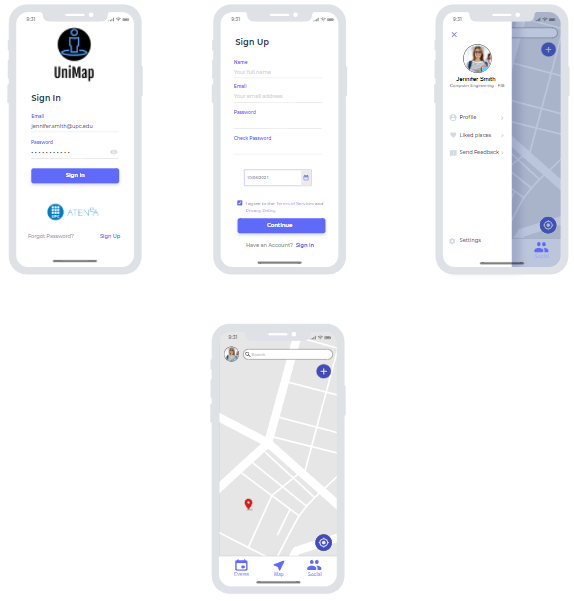 9:31
UniMap
Sign In
Email
jennifer.smith@upc.edu
Password
Sign In
UPC ATENEA
Forgot Password? Sign Up
9:31
Sign Up
Name
Your full name
Email
Your email address
Password
Check Password
I agree to the Terms of Services and
Privacy Policy
Continue
Have an Account? Sign In
9:31
Jennifer Smith
Computer Engineering - FIB
Profile
Liked places
Send Feedback
Settings
Social
9:31
Search
Events Map Social